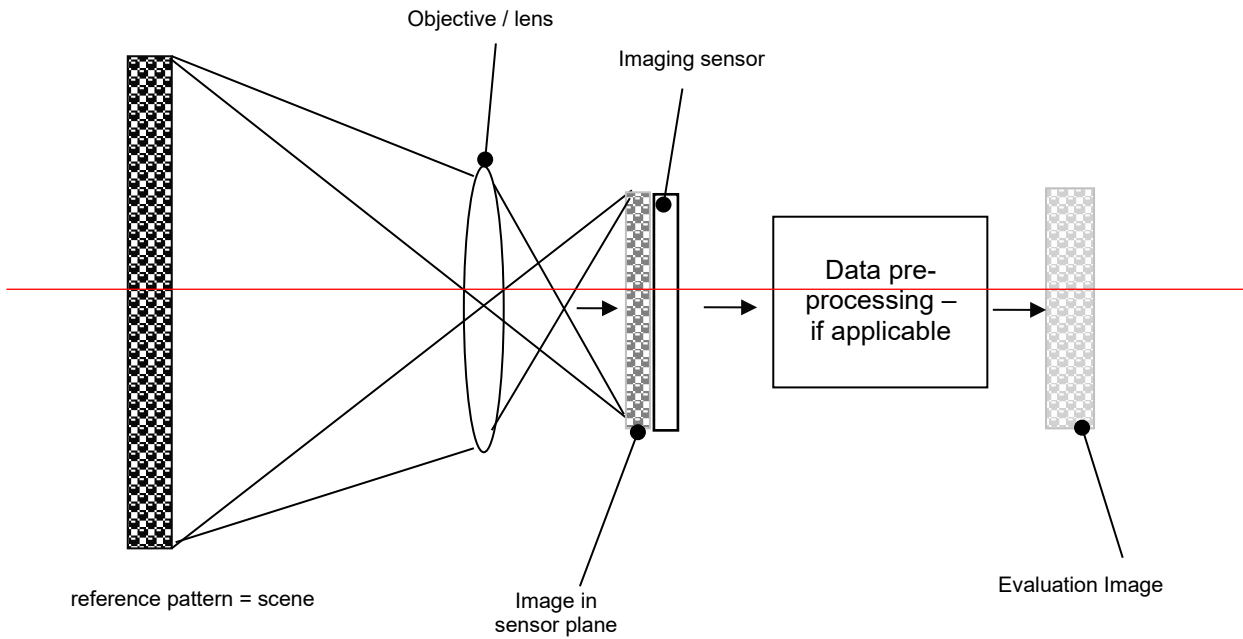 Objective / lens
Imaging sensor
Data pre-
processing –
if applicable
reference pattern = scene
Image in
sensor plane
Evaluation Image